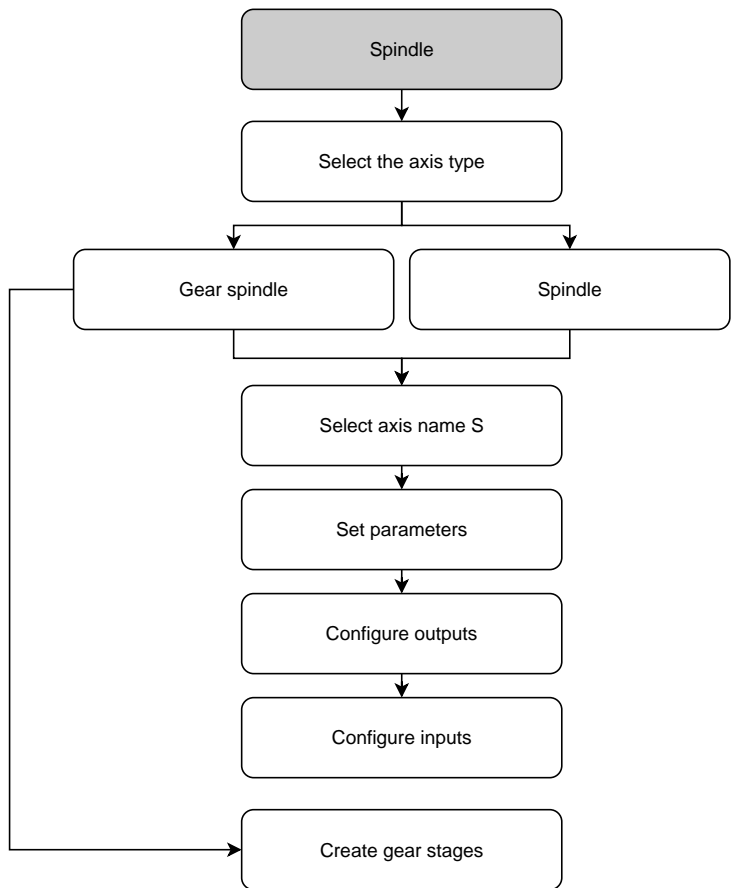 Spindle
Select the axis type
Gear spindle
Spindle
Select axis name S
Set parameters
Configure outputs
Configure inputs
Create gear stages